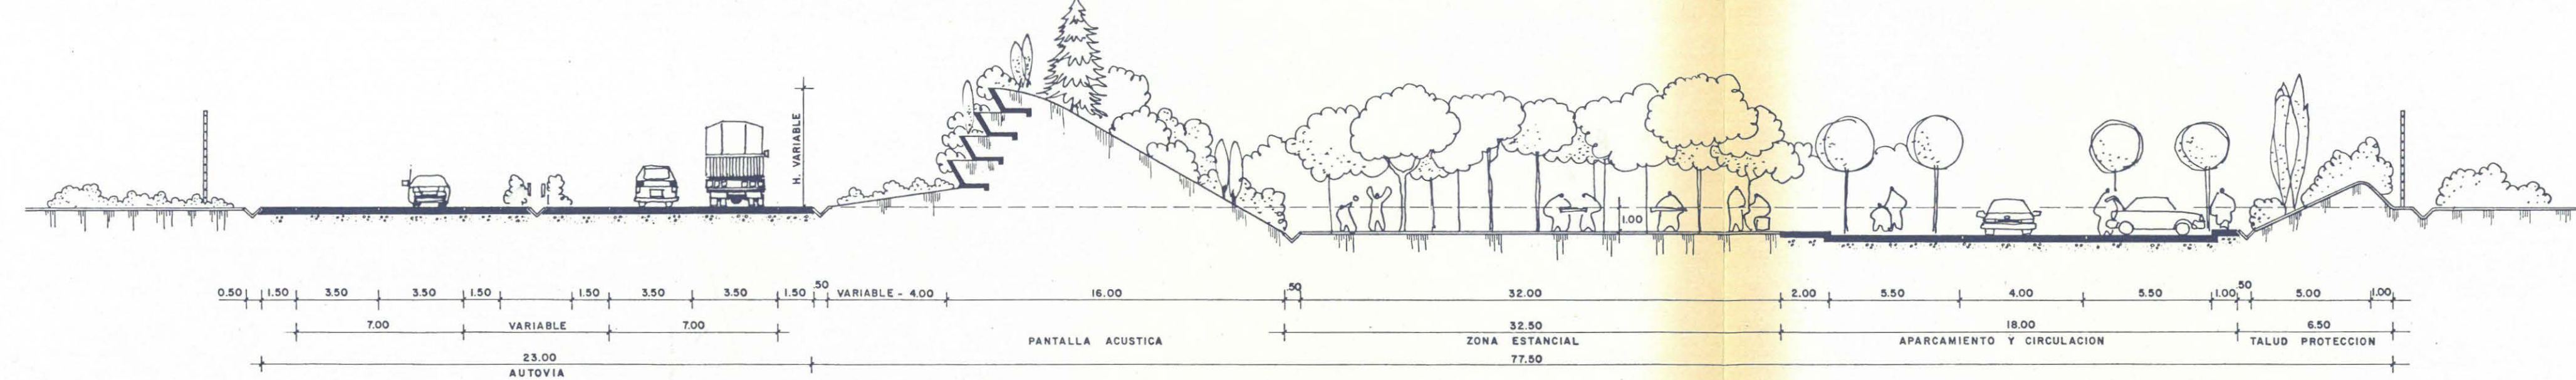 H. VARIABLE
1.00
0.50 1.50 3.50 3.50 1.50 1.50 3.50 3.50 1.50 .50 VARIABLE - 4.00 16.00 .50 32.00 2.00 5.50 4.00 5.50 1.00 .50 5.00 1.00
7.00 VARIABLE 7.00 32.50 18.00 6.50
PANTALLA ACUSTICA ZONA ESTANCIAL APARCAMIENTO Y CIRCULACION TALUD PROTECCION
23.00 77.50
AUTOVIA